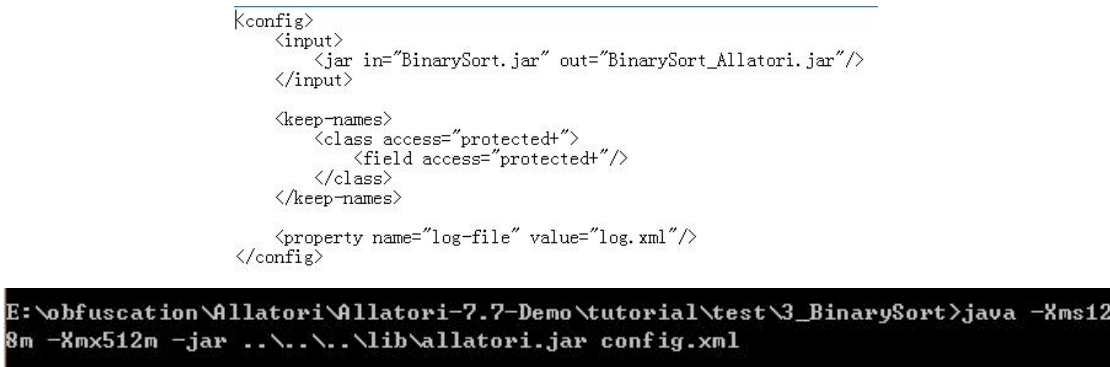 <config>
    <input>
        <jar in="BinarySort.jar" out="BinarySort_Allatori.jar"/>
    </input>

    <keep-names>
        <class access="protected+">
            <field access="protected+"/>
        </class>
    </keep-names>

    <property name="log-file" value="log.xml"/>
</config>
E:\obfuscation\Allatori\Allatori-7.7-Demo\tutorial\test\3_BinarySort>java -Xms12
8m -Xmx512m -jar ..\..\..\lib\allatori.jar config.xml